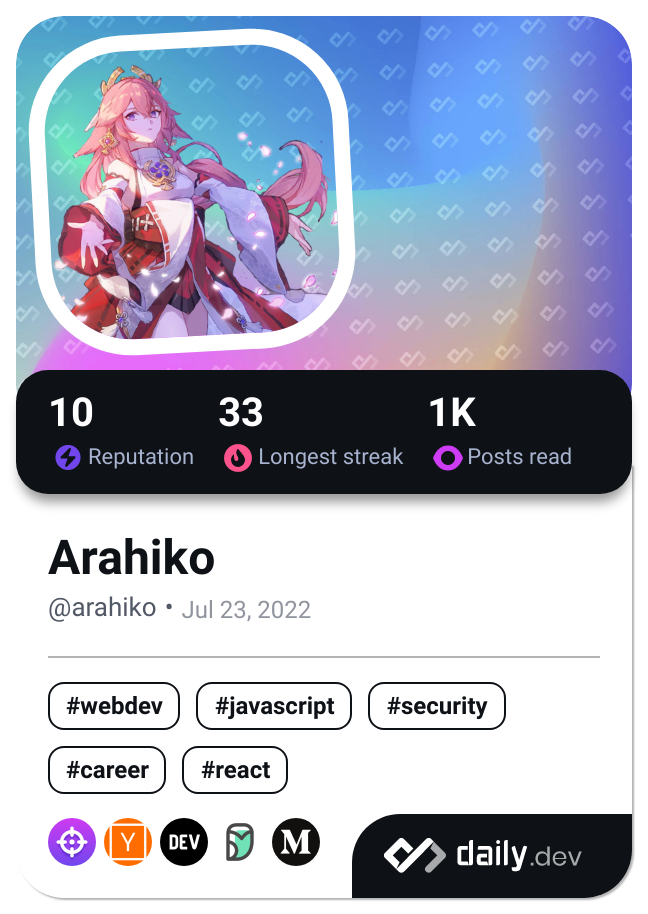 10 33 1K
Reputation Longest streak Posts read
Arahiko
@arahiko • Jul 23, 2022
#webdev #javascript #security
#career #react
Y DEV M daily.dev